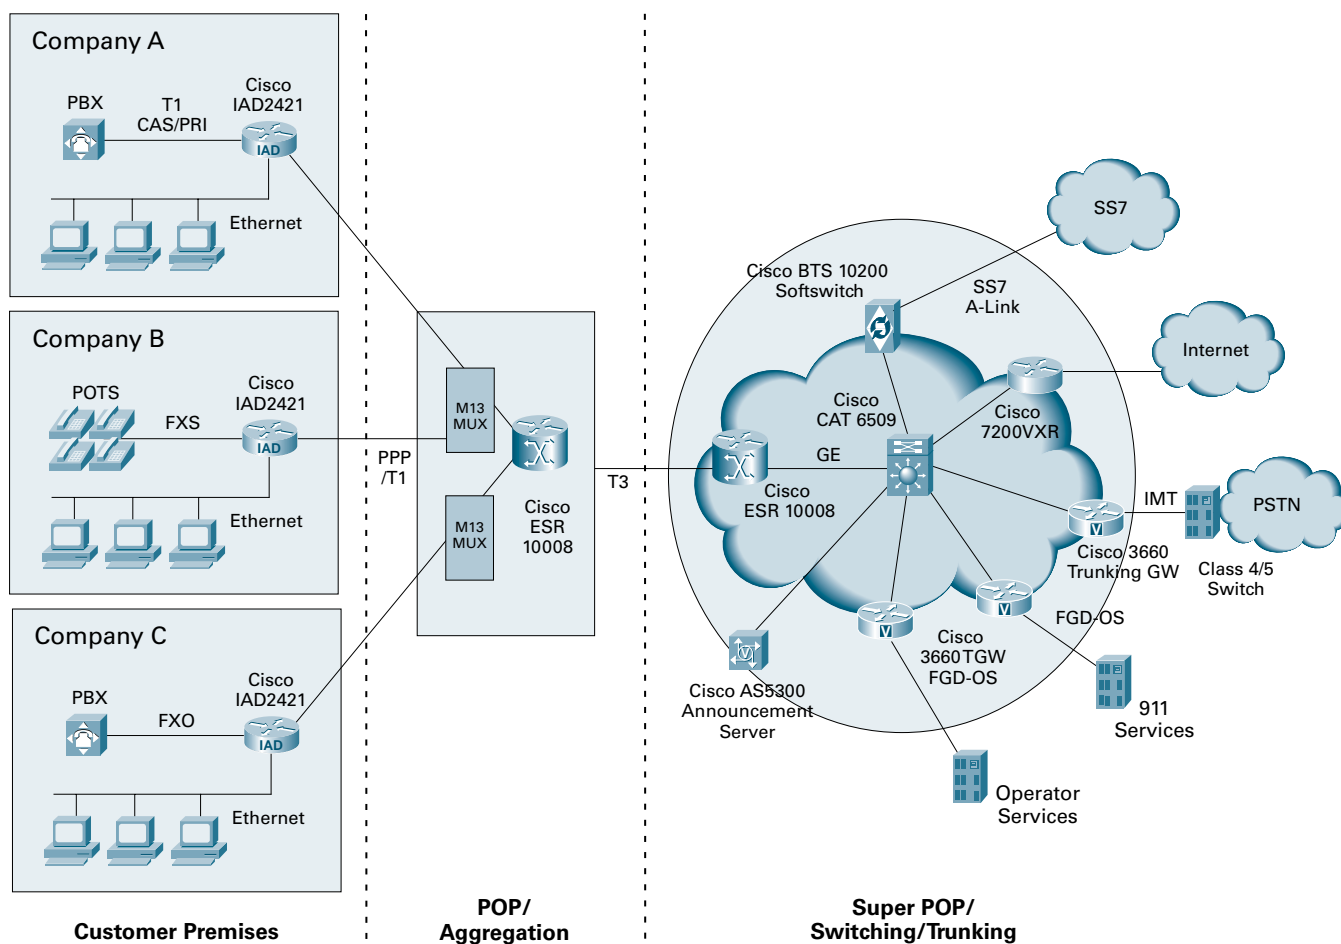 Company A
PBX
T1
CAS/PRI
Cisco
IAD2421
IAD
Ethernet
Company B
POTS
FXS
Cisco
IAD2421
IAD
Ethernet
Company C
PBX
FXO
Cisco
IAD2421
IAD
Ethernet
Customer Premises
PPP
/T1
M13
MUX
M13
MUX
Cisco
ESR
10008
T3
POP/
Aggregation
Cisco BTS 10200
Softswitch
SS7
A-Link
SS7
Internet
Cisco
CAT 6509
Cisco
7200VXR
GE
Cisco
ESR 10008
IMT
PSTN
V
Cisco 3660
Trunking GW
Class 4/5
Switch
V
FGD-OS
V
Cisco
3660 TGW
FGD-OS
V
Cisco AS5300
Announcement
Server
911
Services
Operator
Services
Super POP/
Switching/Trunking